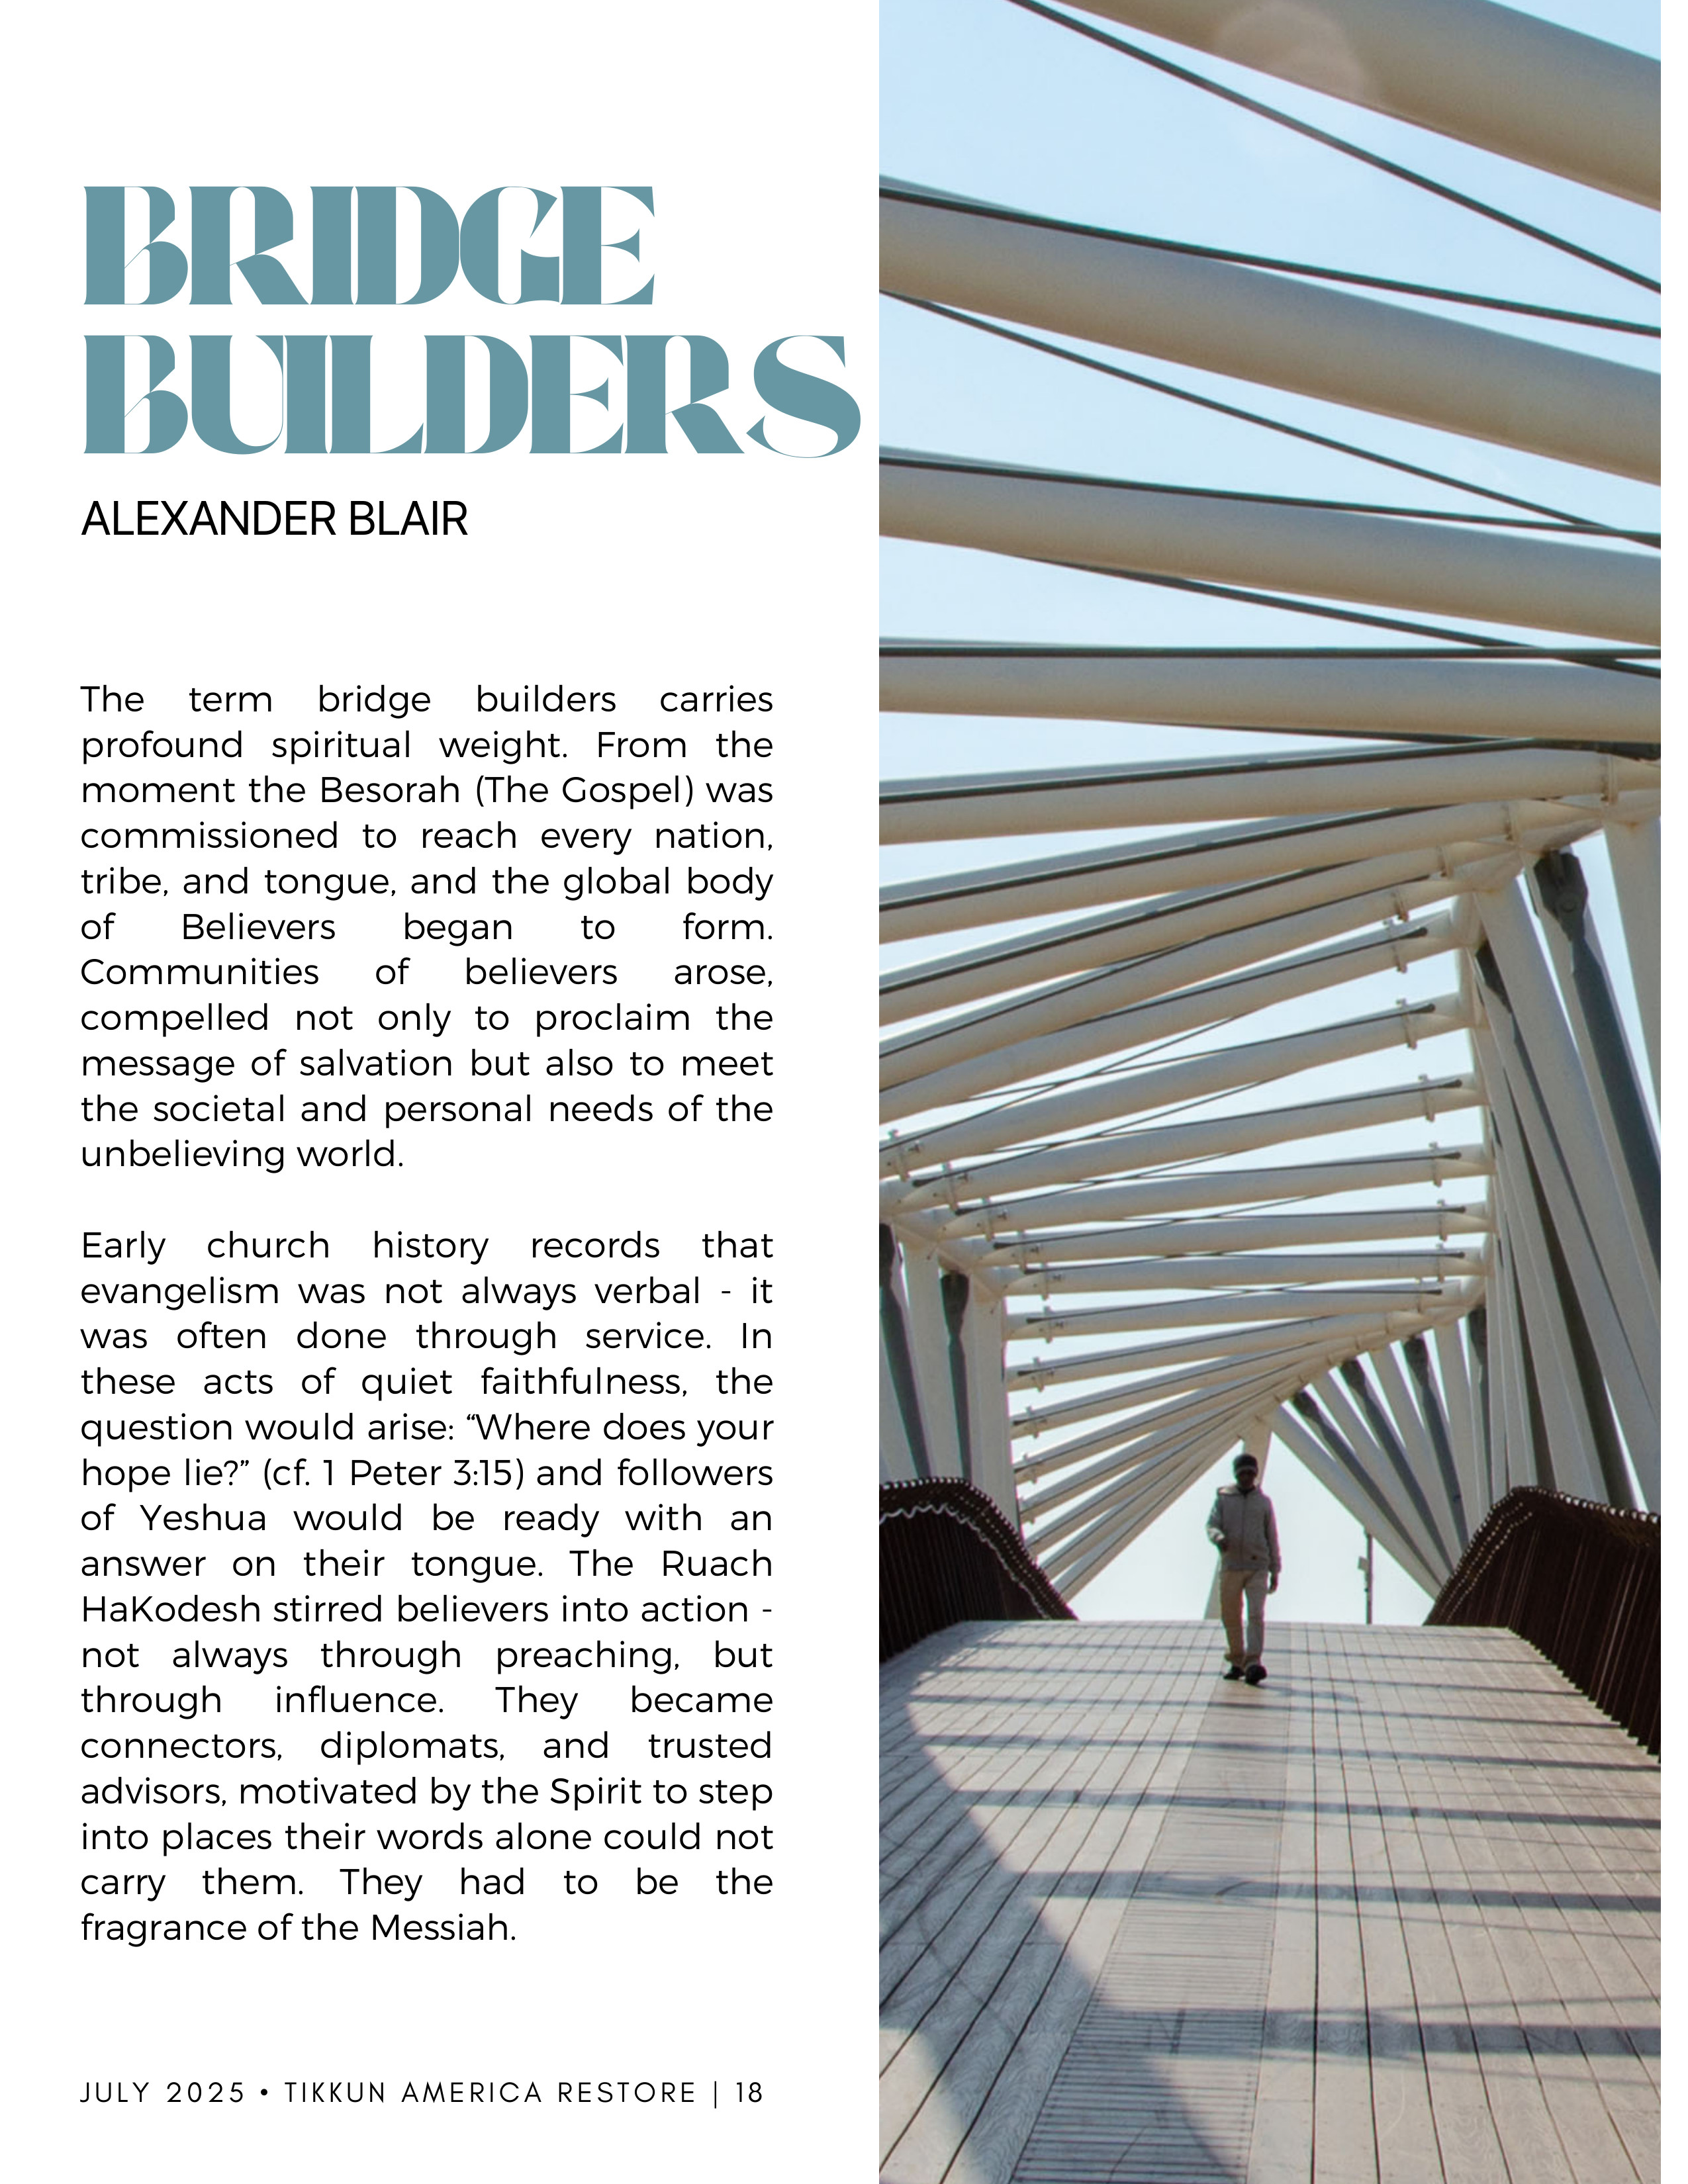 BRIDGE
BUILDERS
ALEXANDER BLAIR
The term bridge builders carries
profound spiritual weight. From the
moment the Besorah (The Gospel) was
commissioned to reach every nation,
tribe, and tongue, and the global body
of Believers began to form.
Communities of believers arose,
compelled not only to proclaim the
message of salvation but also to meet
the societal and personal needs of the
unbelieving world.
Early church history records that
evangelism was not always verbal - it
was often done through service. In
these acts of quiet faithfulness, the
question would arise: “Where does your
hope lie?” (cf. 1 Peter 3:15) and followers
of Yeshua would be ready with an
answer on their tongue. The Ruach
HaKodesh stirred believers into action -
not always through preaching, but
through influence. They became
connectors, diplomats, and trusted
advisors, motivated by the Spirit to step
into places their words alone could not
carry them. They had to be the
fragrance of the Messiah.
JULY 2025 • TIKKUN AMERICA RESTORE | 18